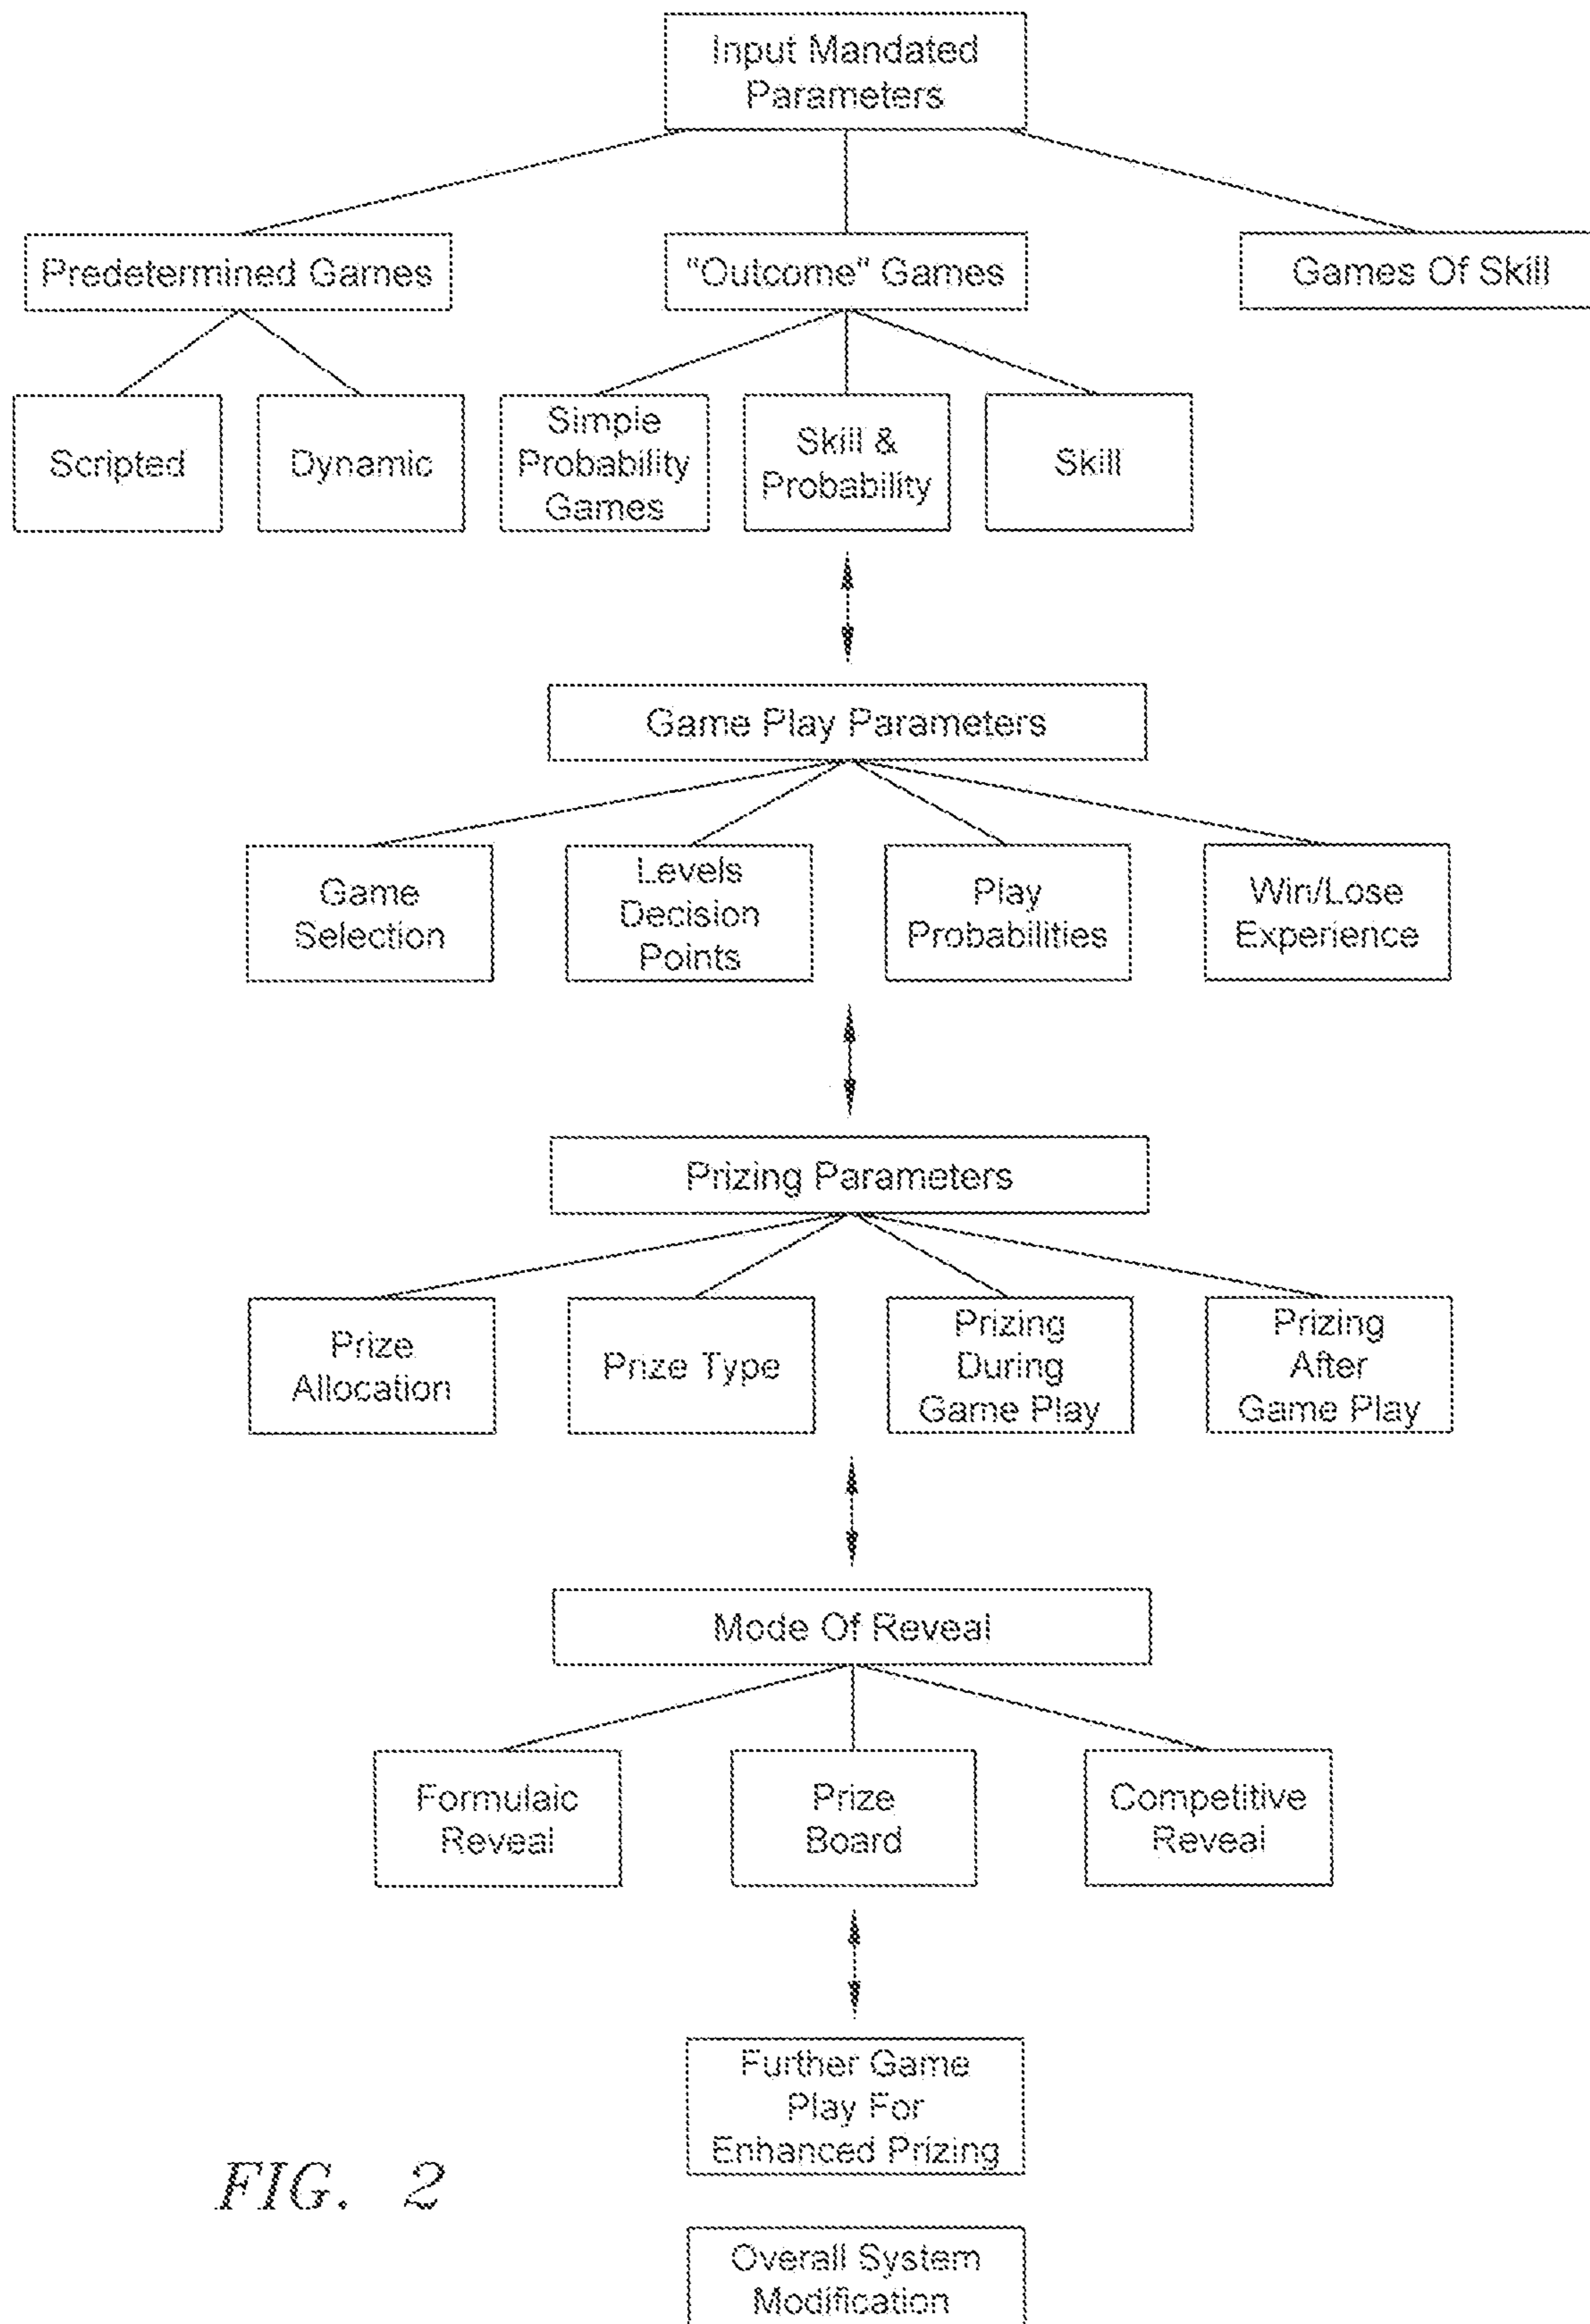 Input Mandated
Parameters
Predetermined Games
"Outcome" Games
Games Of Skill
Scripted
Dynamic
Simple
Probability
Games
Skill &
Probability
Skill
Game Play Parameters
Game
Selection
Levels
Decision
Points
Play
Probabilities
Win/Lose
Experience
Prizing Parameters
Prize
Allocation
Prize Type
Prizing
During
Game Play
Prizing
After
Game Play
Mode Of Reveal
Formulaic
Reveal
Prize
Board
Competitive
Reveal
Further Game
Play For
Enhanced Prizing
FIG. 2
Overall System
Modification